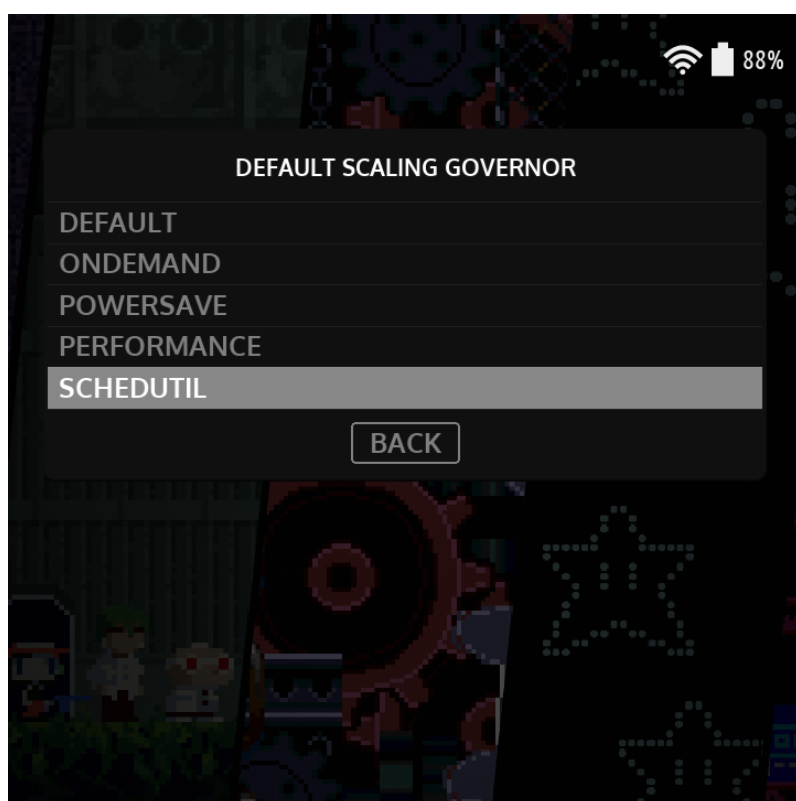 88%
DEFAULT SCALING GOVERNOR
DEFAULT
ONDEMAND
POWERSAVE
PERFORMANCE
SCHEDUTIL
BACK